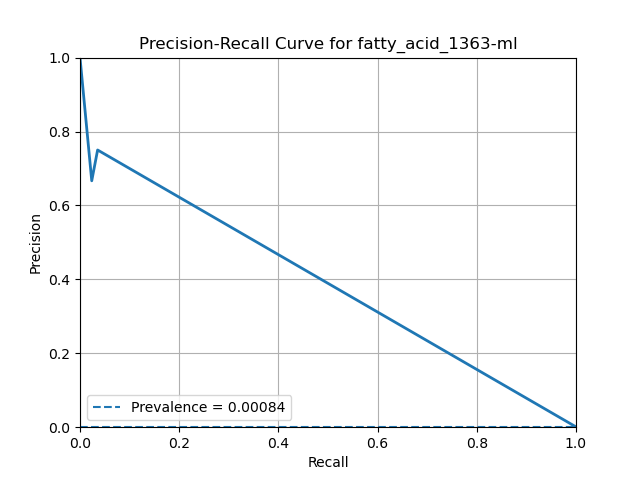 Precision-Recall Curve for fatty_acid_1363-ml
1.0
0.8
0.6
0.4
0.2
0.0
Precision
Prevalence = 0.00084
0.0 0.2 0.4 0.6 0.8 1.0
Recall